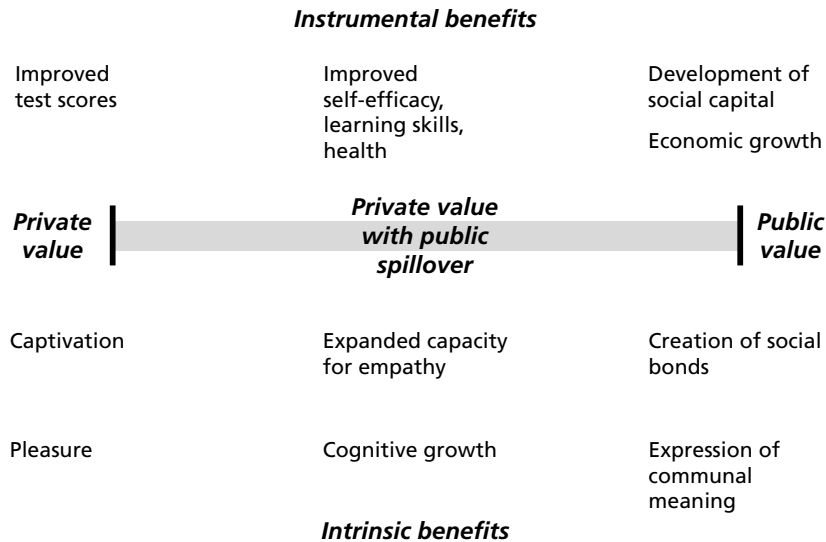 Instrumental benefits
Improved
test scores
Improved
self-efficacy,
learning skills,
health
Development of
social capital
Economic growth
Private
value
Private value
with public
spillover
Public
value
Captivation
Expanded capacity
for empathy
Creation of social
bonds
Pleasure
Cognitive growth
Expression of
communal
meaning
Intrinsic benefits